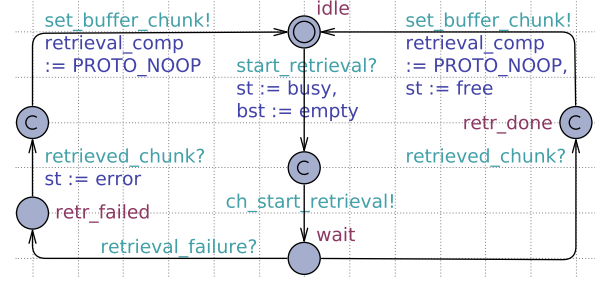 idle
set_buffer_chunk!
retrieval_comp
:= PROTO_NOOP
start_retrieval?
st := busy,
bst := empty
set_buffer_chunk!
retrieval_comp
:= PROTO_NOOP,
st := free
C
C
retr_done
retrieved_chunk?
st := error
C
retrieved_chunk?
ch_start_retrieval!
retr_failed
wait
retrieval_failure?